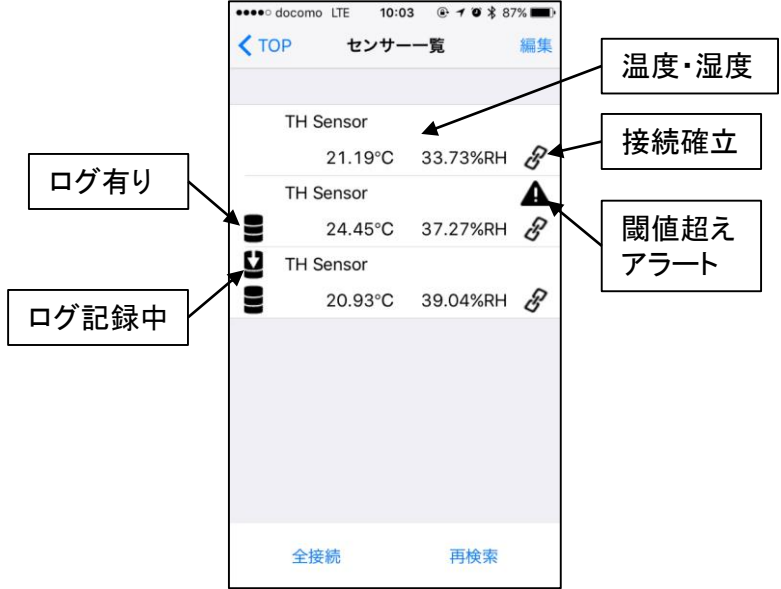 docomo LTE 10:03 87%
TOP センサー一覧 編集
TH Sensor
21.19°C 33.73%RH
TH Sensor
24.45°C 37.27%RH
TH Sensor
20.93°C 39.04%RH
全接続 再検索
ログ有り
ログ記録中
温度・湿度
接続確立
閾値超え
アラート